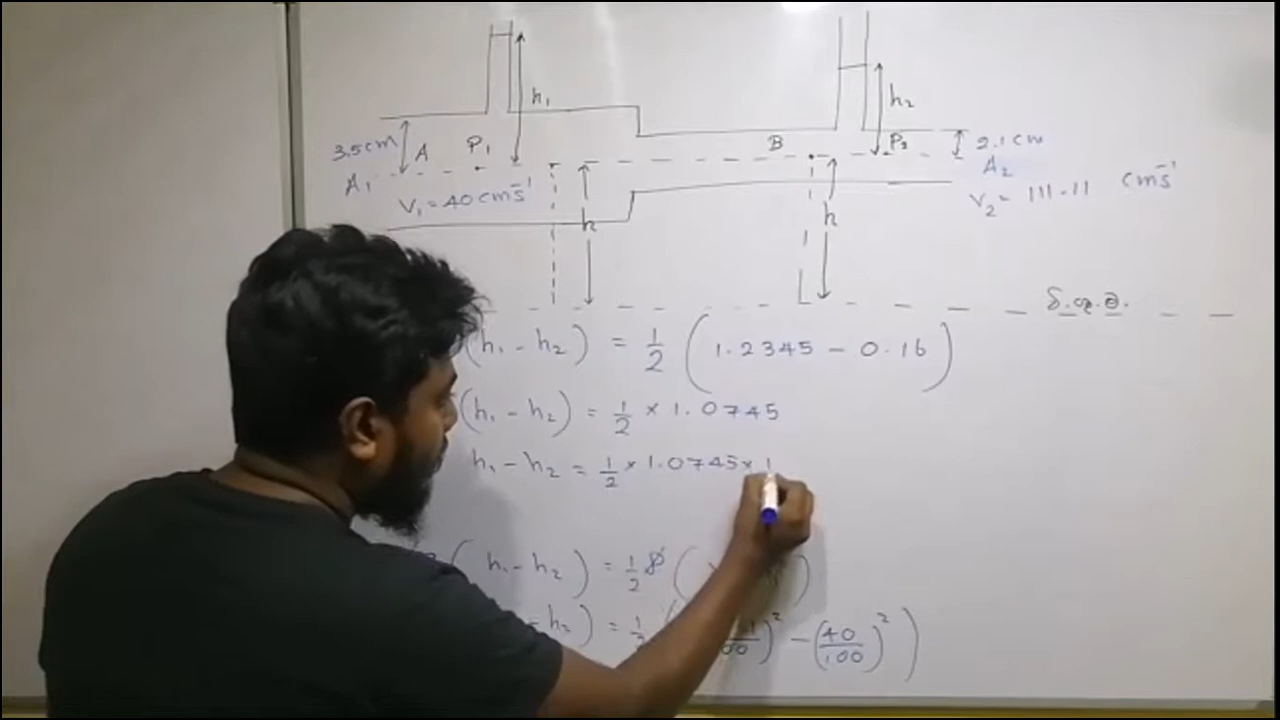 h₁
h₂
3.5cm A P₁ B P₂ 2.1cm
A₁ A₂
V₁ = 40 cms⁻¹ V₂ = 111.11 cms⁻¹
h h
(h₁ - h₂) = 1/2 (1.2345 - 0.16)
(h₁ - h₂) = 1/2 × 1.0745
h₁ - h₂ = 1/2 × 1.0745 × 1
(h₁ - h₂) = 1/2
h₂) = 1/2 ( )² - (40/100)²)